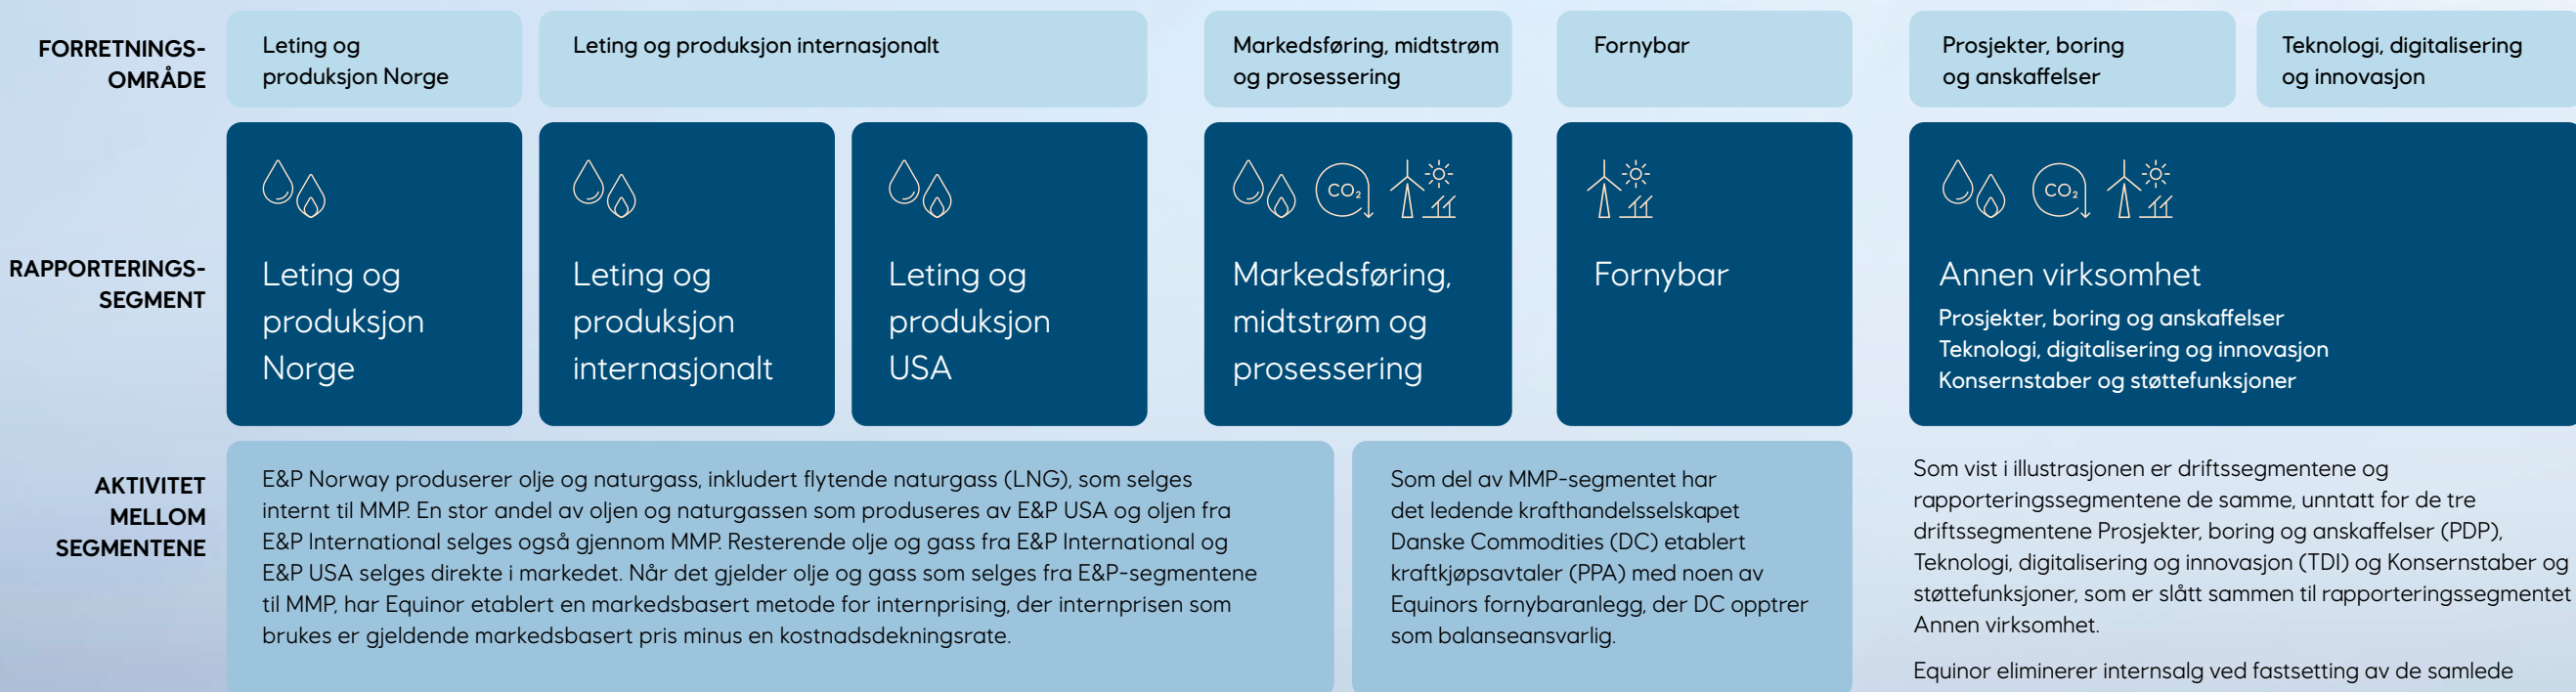 FORRETNINGS-
OMRÅDE
Leting og
produksjon Norge
Leting og produksjon internasjonalt
Markedsføring, midtstrøm
og prosessering
Fornybar
Prosjekter, boring
og anskaffelser
Teknologi, digitalisering
og innovasjon
RAPPORTERINGS-
SEGMENT
Leting og
produksjon
Norge
Leting og
produksjon
internasjonalt
Leting og
produksjon
USA
CO₂
Markedsføring,
midtstrøm og
prosessering
Fornybar
CO₂
Annen virksomhet
Prosjekter, boring og anskaffelser
Teknologi, digitalisering og innovasjon
Konsernstaber og støttefunksjoner
AKTIVITET
MELLOM
SEGMENTENE
E&P Norway produserer olje og naturgass, inkludert flytende naturgass (LNG), som selges
internt til MMP. En stor andel av oljen og naturgassen som produseres av E&P USA og oljen fra
E&P International selges også gjennom MMP. Resterende olje og gass fra E&P International og
E&P USA selges direkte i markedet. Når det gjelder olje og gass som selges fra E&P-segmentene
til MMP, har Equinor etablert en markedsbasert metode for internprising, der internprisen som
brukes er gjeldende markedsbasert pris minus en kostnadsdekningsrate.
Som del av MMP-segmentet har
det ledende krafthandelsselskapet
Danske Commodities (DC) etablert
kraftkjøpsavtaler (PPA) med noen av
Equinors fornybaranlegg, der DC opptrer
som balanseansvarlig.
Som vist i illustrasjonen er driftssegmentene og
rapporteringssegmentene de samme, unntatt for de tre
driftssegmentene Prosjekter, boring og anskaffelser (PDP),
Teknologi, digitalisering og innovasjon (TDI) og Konsernstaber og
støttefunksjoner, som er slått sammen til rapporteringssegmentet
Annen virksomhet.
Equinor eliminerer internsalg ved fastsetting av de samlede